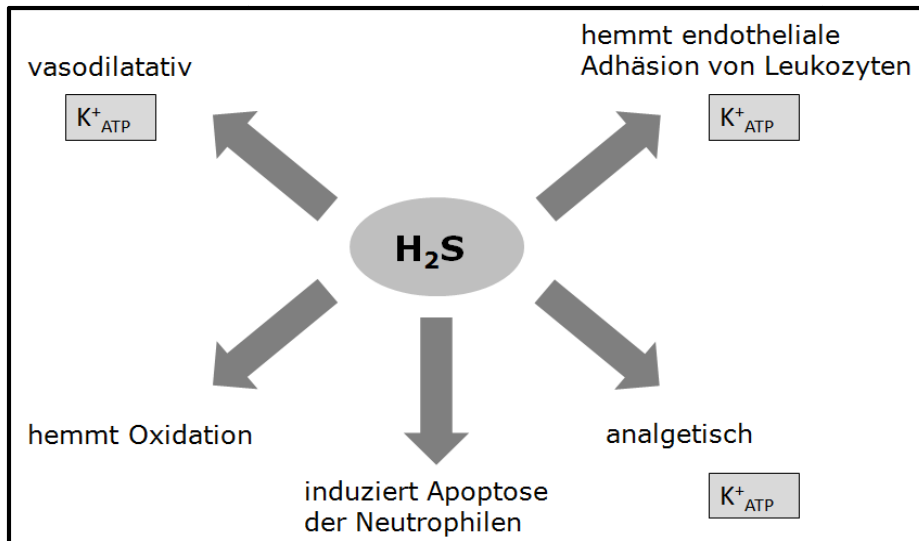 vasodilatativ
K⁺ATP
hemmt endotheliale
Adhäsion von Leukozyten
K⁺ATP
H₂S
hemmt Oxidation
induziert Apoptose
der Neutrophilen
analgetisch
K⁺ATP